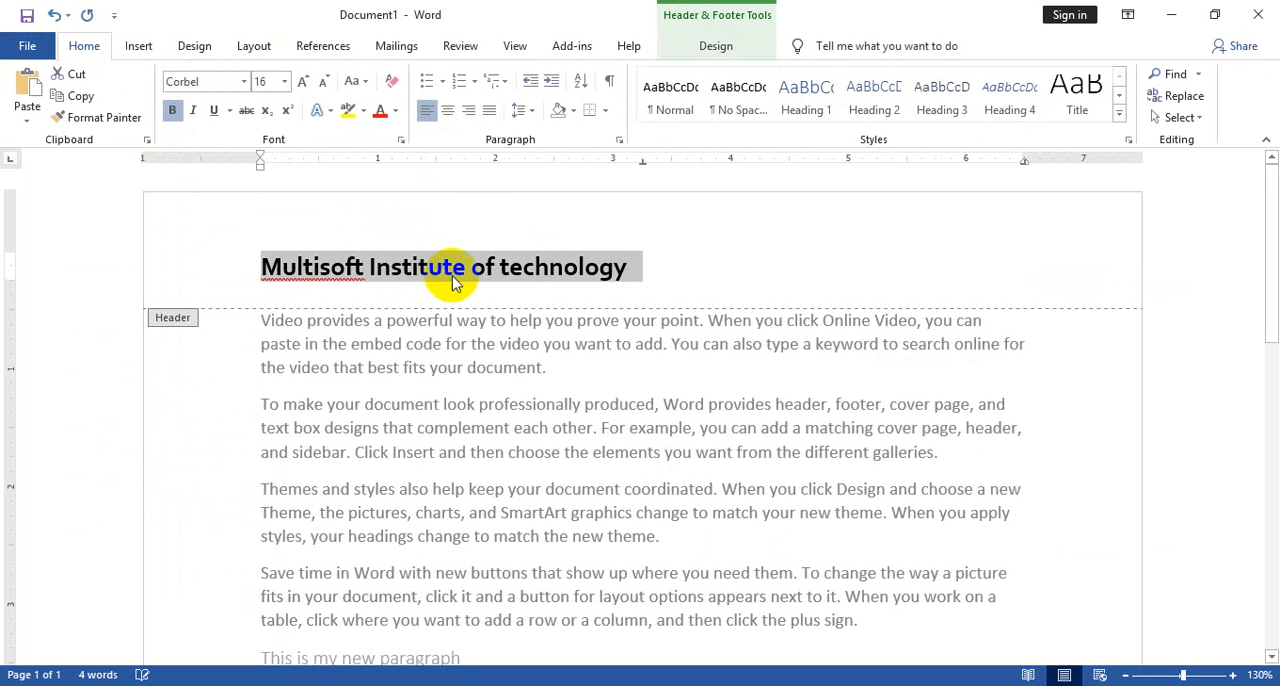 Document1 - Word
Header & Footer Tools
Sign in
File Home Insert Design Layout References Mailings Review View Add-ins Help Design Tell me what you want to do Share
Paste
Cut
Copy
Format Painter
Clipboard
Corbel 16
Font
Paragraph
AaBbCcDc AaBbCcDc AaBbCc AaBbCcD AaBbCcD AaBbCcDc AaB
¶ Normal ¶ No Spac... Heading 1 Heading 2 Heading 3 Heading 4 Title
Styles
Find
Replace
Select
Editing
1 1 2 3 4 5 6 7
Multisoft Institute of technology
Header
Video provides a powerful way to help you prove your point. When you click Online Video, you can
paste in the embed code for the video you want to add. You can also type a keyword to search online for
the video that best fits your document.
To make your document look professionally produced, Word provides header, footer, cover page, and
text box designs that complement each other. For example, you can add a matching cover page, header,
and sidebar. Click Insert and then choose the elements you want from the different galleries.
Themes and styles also help keep your document coordinated. When you click Design and choose a new
Theme, the pictures, charts, and SmartArt graphics change to match your new theme. When you apply
styles, your headings change to match the new theme.
Save time in Word with new buttons that show up where you need them. To change the way a picture
fits in your document, click it and a button for layout options appears next to it. When you work on a
table, click where you want to add a row or a column, and then click the plus sign.
This is my new paragraph
1
2
3
Page 1 of 1 4 words 130%